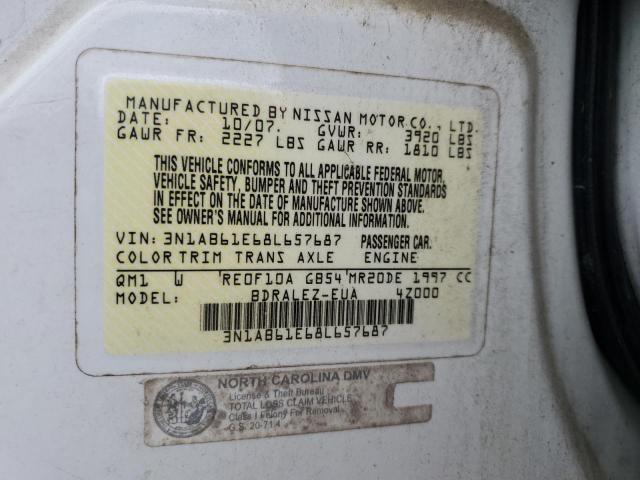 MANUFACTURED BY NISSAN MOTOR CO., LTD.
DATE: 10/07. GVWR: 3920 LBS
GAWR FR: 2227 LBS GAWR RR: 1810 LBS
THIS VEHICLE CONFORMS TO ALL APPLICABLE FEDERAL MOTOR
VEHICLE SAFETY, BUMPER AND THEFT PREVENTION STANDARDS
IN EFFECT ON THE DATE OF MANUFACTURE SHOWN ABOVE.
SEE OWNER'S MANUAL FOR ADDITIONAL INFORMATION.
VIN: 3N1AB61E68L657687 PASSENGER CAR.
COLOR TRIM TRANS AXLE ENGINE
QM1 W RE0F10A GB54 MR20DE 1997 CC
MODEL: BDRALEZ-EUA 4Z000
3N1AB61E68L657687
NORTH CAROLINA DMV
License & Theft Bureau
TOTAL LOSS CLAIM VEHICLE
Class I Felony For Removal
G.S. 20-71.4